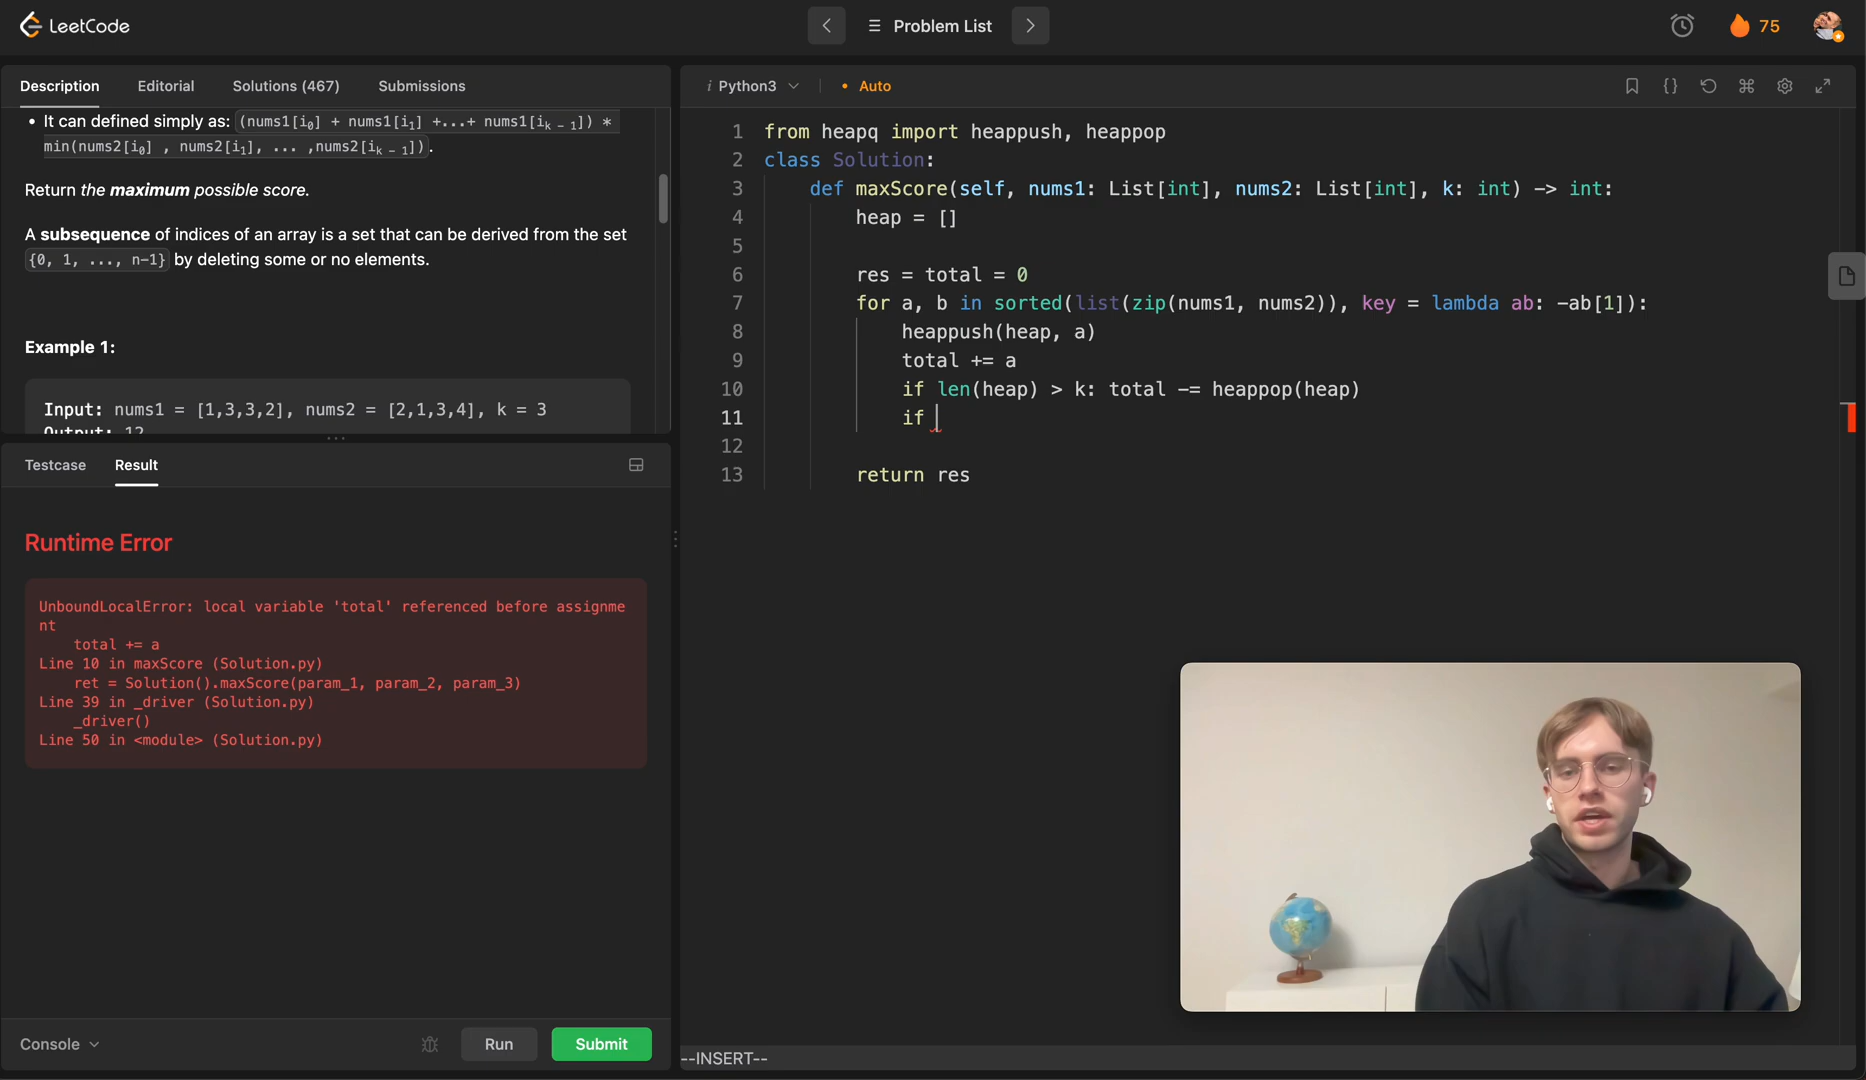 LeetCode
Problem List
75
Description
Editorial
Solutions (467)
Submissions
• It can defined simply as: (nums1[i0] + nums1[i1] +...+ nums1[ik - 1]) *
min(nums2[i0] , nums2[i1], ... ,nums2[ik - 1]).
Return the maximum possible score.
A subsequence of indices of an array is a set that can be derived from the set
{0, 1, ..., n-1} by deleting some or no elements.
Example 1:
Input: nums1 = [1,3,3,2], nums2 = [2,1,3,4], k = 3
Output: 12
Testcase
Result
Runtime Error
UnboundLocalError: local variable 'total' referenced before assignme
nt
total += a
Line 10 in maxScore (Solution.py)
ret = Solution().maxScore(param_1, param_2, param_3)
Line 39 in _driver (Solution.py)
_driver()
Line 50 in <module> (Solution.py)
Console
Run
Submit
i Python3
• Auto
1 from heapq import heappush, heappop
2 class Solution:
3 def maxScore(self, nums1: List[int], nums2: List[int], k: int) -> int:
4 heap = []
5
6 res = total = 0
7 for a, b in sorted(list(zip(nums1, nums2)), key = lambda ab: -ab[1]):
8 heappush(heap, a)
9 total += a
10 if len(heap) > k: total -= heappop(heap)
11 if
12
13 return res
--INSERT--